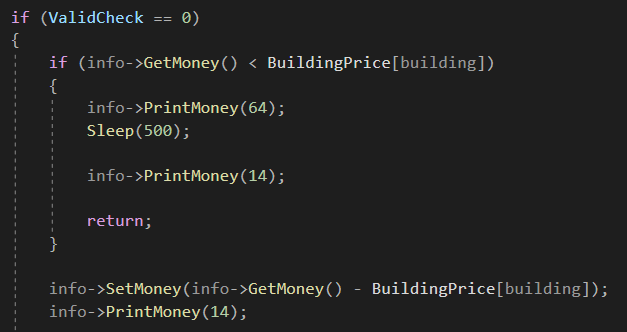 if (ValidCheck == 0)
{
if (info->GetMoney() < BuildingPrice[building])
{
info->PrintMoney(64);
Sleep(500);
info->PrintMoney(14);
return;
}
info->SetMoney(info->GetMoney() - BuildingPrice[building]);
info->PrintMoney(14);